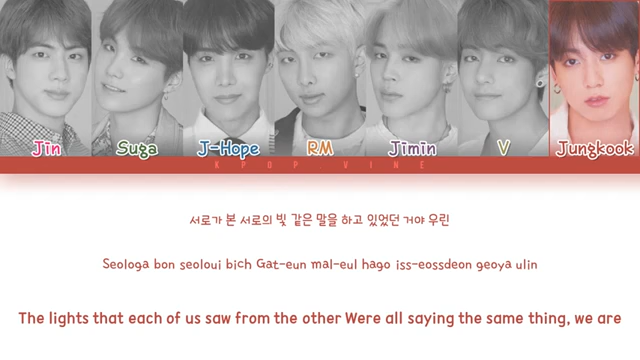 Jin Suga J-Hope RM Jimin V Jungkook
KPOP VINE
서로가 본 서로의 빛 같은 말을 하고 있었던 거야 우린
Seologa bon seoloui bich Gat-eun mal-eul hago iss-eossdeon geoya ulin
The lights that each of us saw from the other Were all saying the same thing, we are